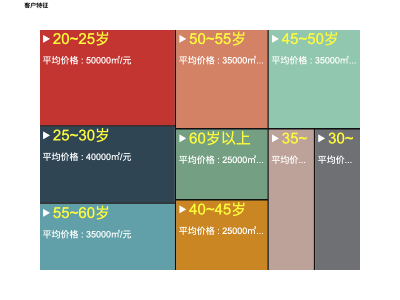 客户特征
▶20~25岁
平均价格：50000㎡/元
▶25~30岁
平均价格：40000㎡/元
▶55~60岁
平均价格：35000㎡/元
▶50~55岁
平均价格：35000㎡...
▶45~50岁
平均价格：35000㎡...
▶60岁以上
平均价格：25000㎡...
▶40~45岁
平均价格：25000㎡...
▶35~
平均价...
▶30~
平均价...